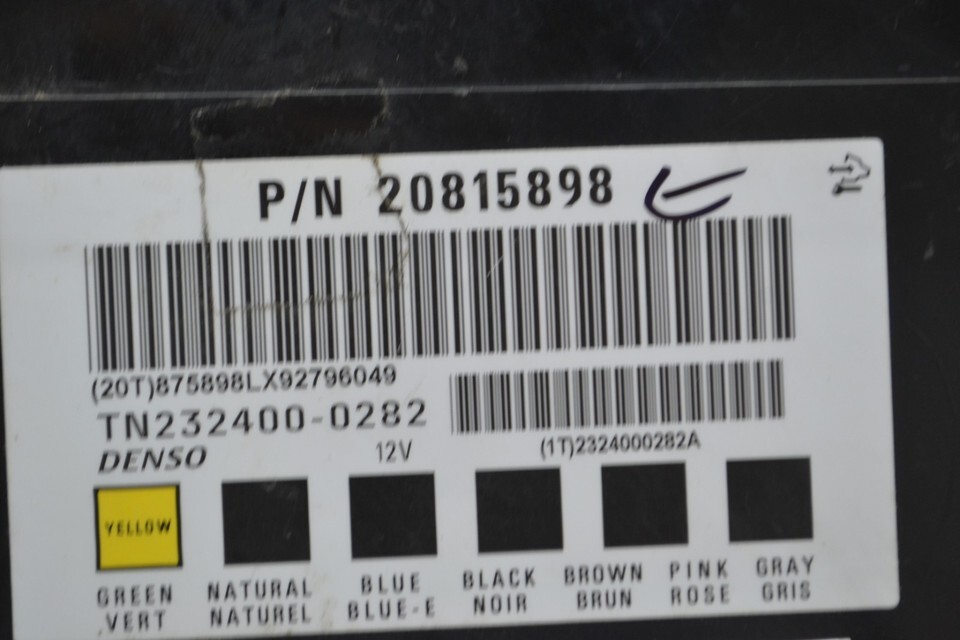 P/N 20815898
(20T)875898LX92796049
TN232400-0282
DENSO 12V
(1T)2324000282A
YELLOW
GREEN NATURAL BLUE BLACK BROWN PINK GRAY
VERT NATUREL BLUE-E NOIR BRUN ROSE GRIS